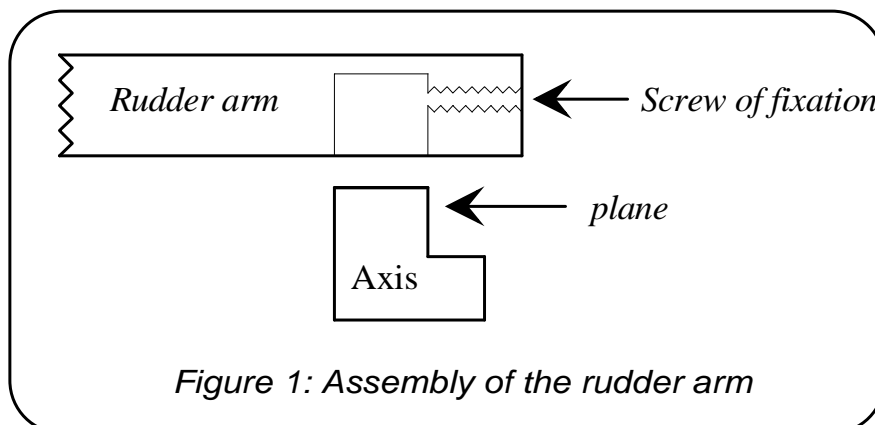 Rudder arm
Screw of fixation
plane
Axis
Figure 1: Assembly of the rudder arm